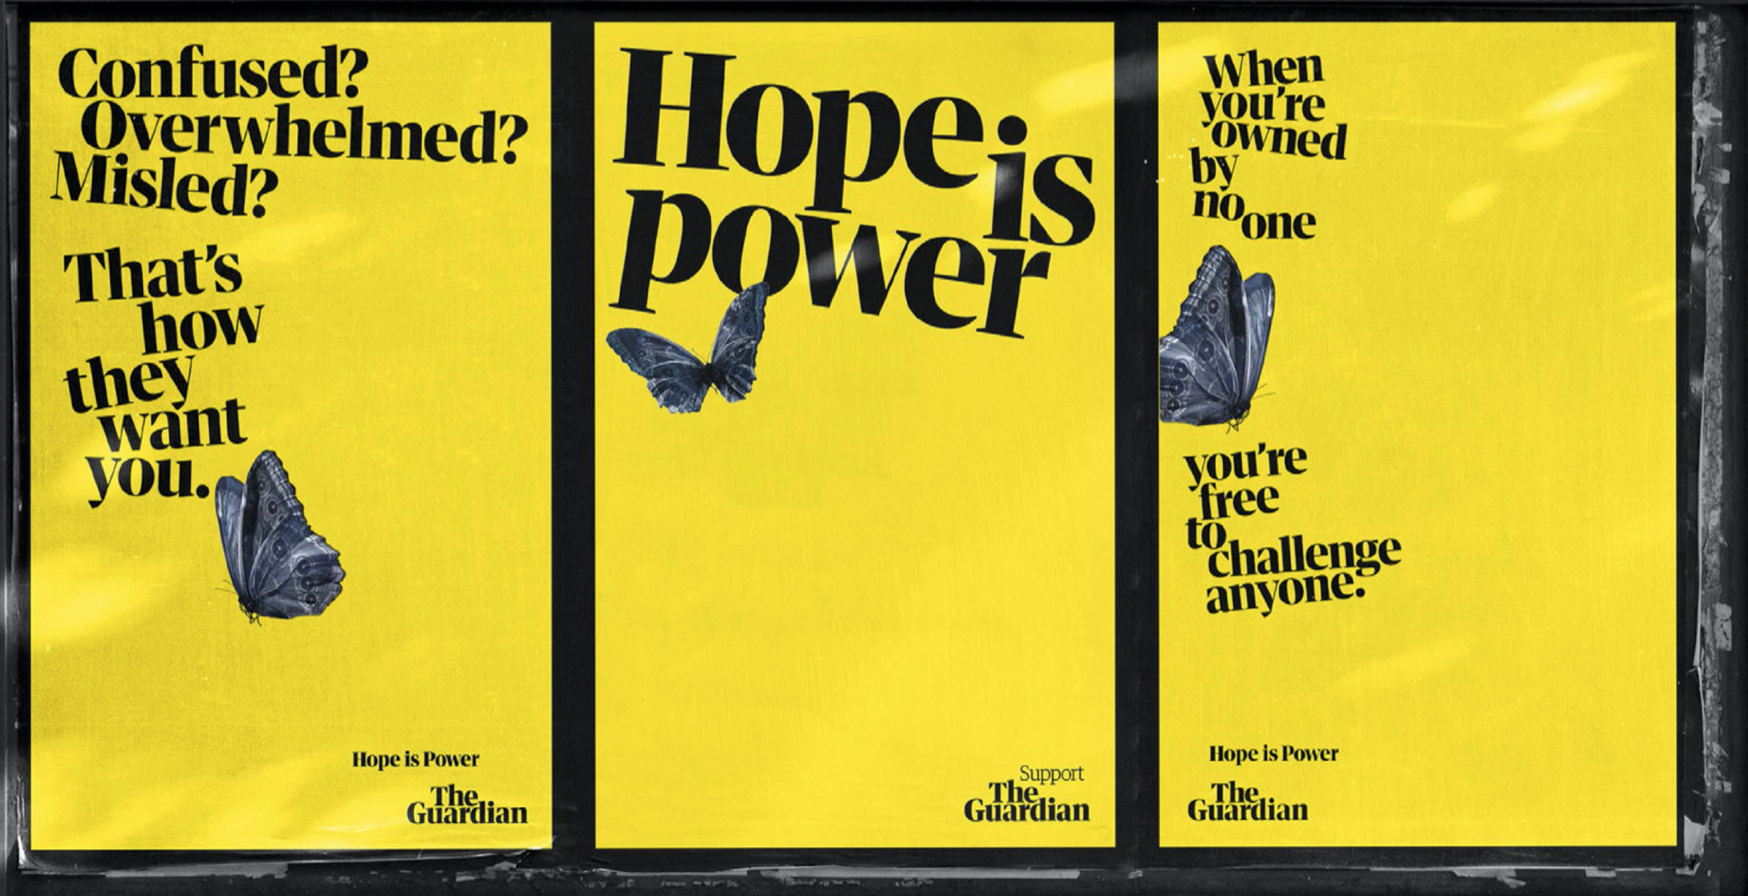 Confused?
Overwhelmed?
Misled?
That's
how
they
want
you.
Hope is Power
The
Guardian
Hope is
power
Support
The
Guardian
When
you're
owned
by
no one
you're
free
to
challenge
anyone.
Hope is Power
The
Guardian